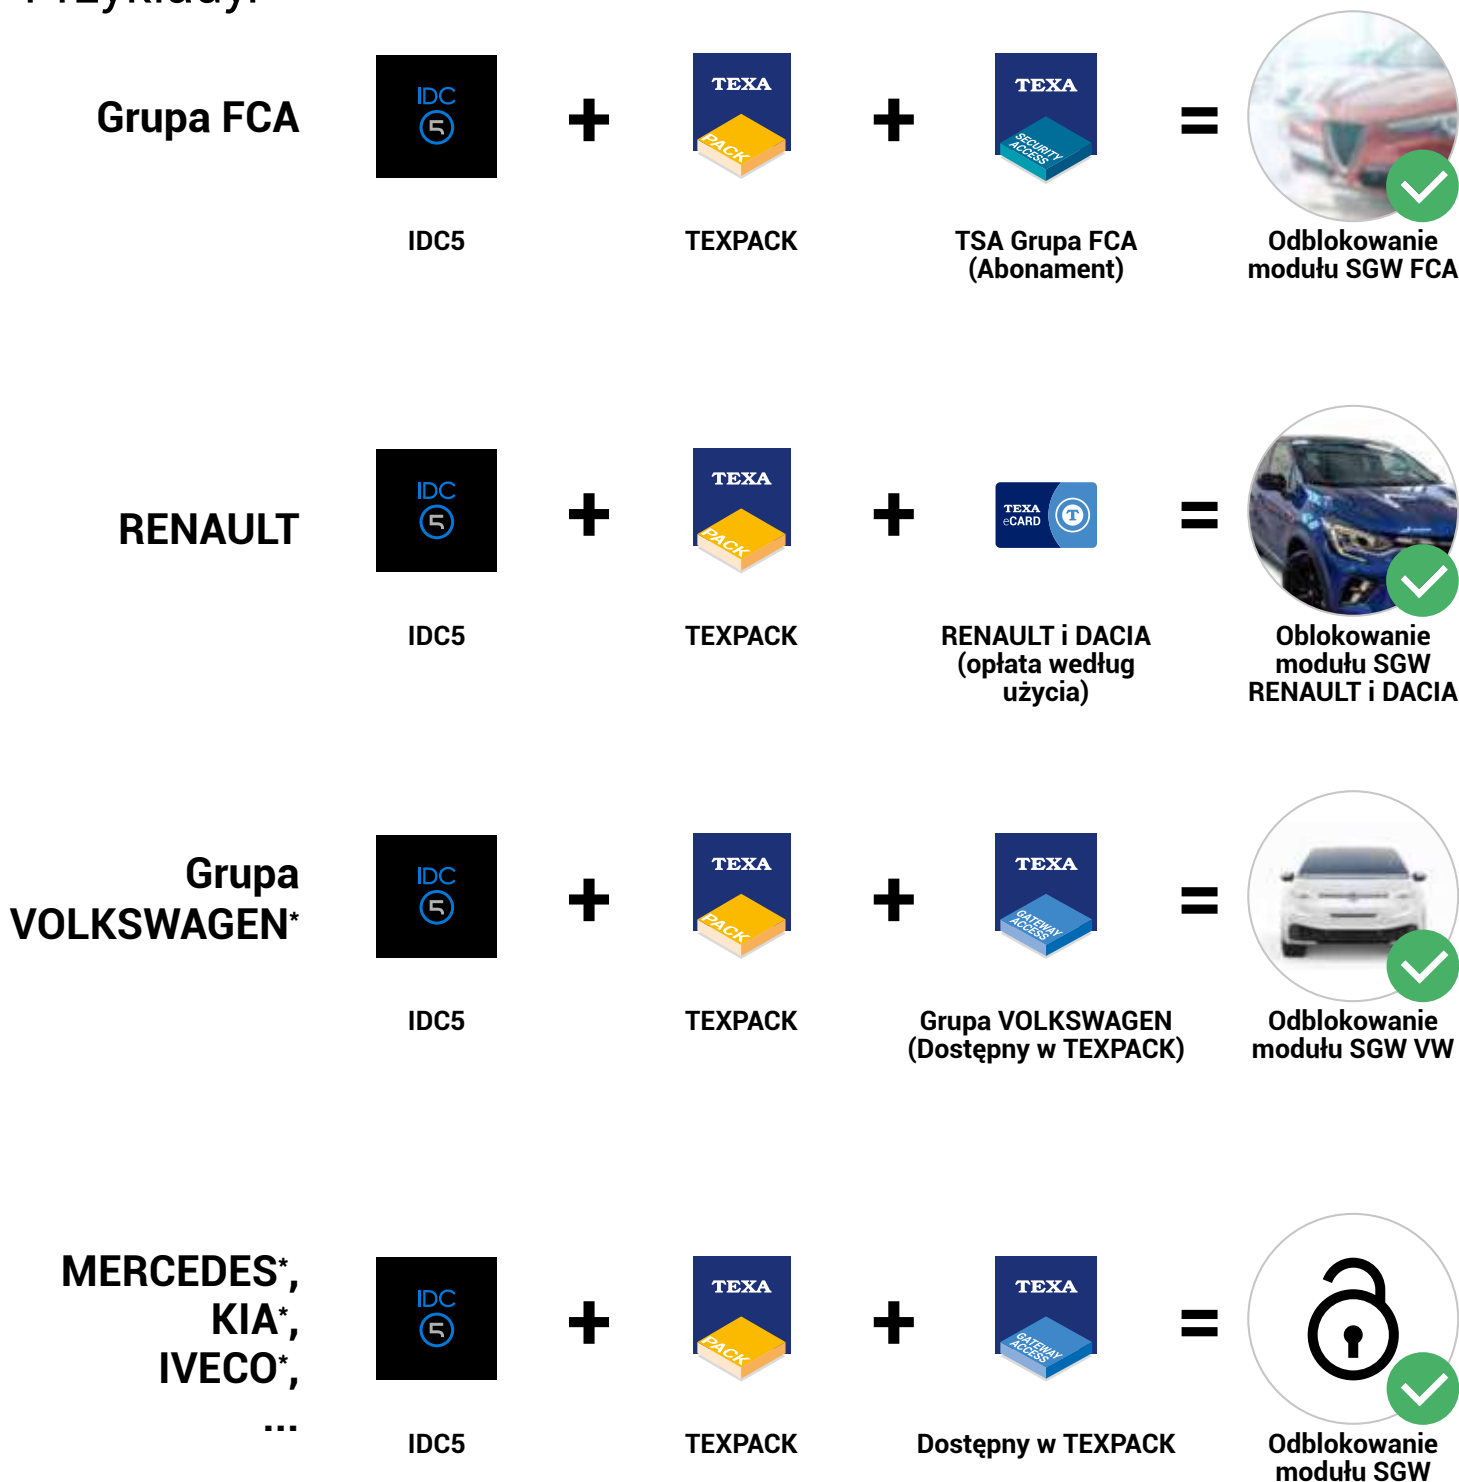 Przykłady:
Grupa FCA
IDC
5
TEXA
PACK
TEXA
SECURITY
ACCESS
IDC5
TEXPACK
TSA Grupa FCA
(Abonament)
Odblokowanie
modułu SGW FCA
RENAULT
IDC
5
TEXA
PACK
TEXA
eCARD
T
IDC5
TEXPACK
RENAULT i DACIA
(opłata według
użycia)
Oblokowanie
modułu SGW
RENAULT i DACIA
Grupa
VOLKSWAGEN*
IDC
5
TEXA
PACK
TEXA
GATEWAY
ACCESS
IDC5
TEXPACK
Grupa VOLKSWAGEN
(Dostępny w TEXPACK)
Odblokowanie
modułu SGW VW
MERCEDES*,
KIA*,
IVECO*,
...
IDC
5
TEXA
PACK
TEXA
GATEWAY
ACCESS
IDC5
TEXPACK
Dostępny w TEXPACK
Odblokowanie
modułu SGW